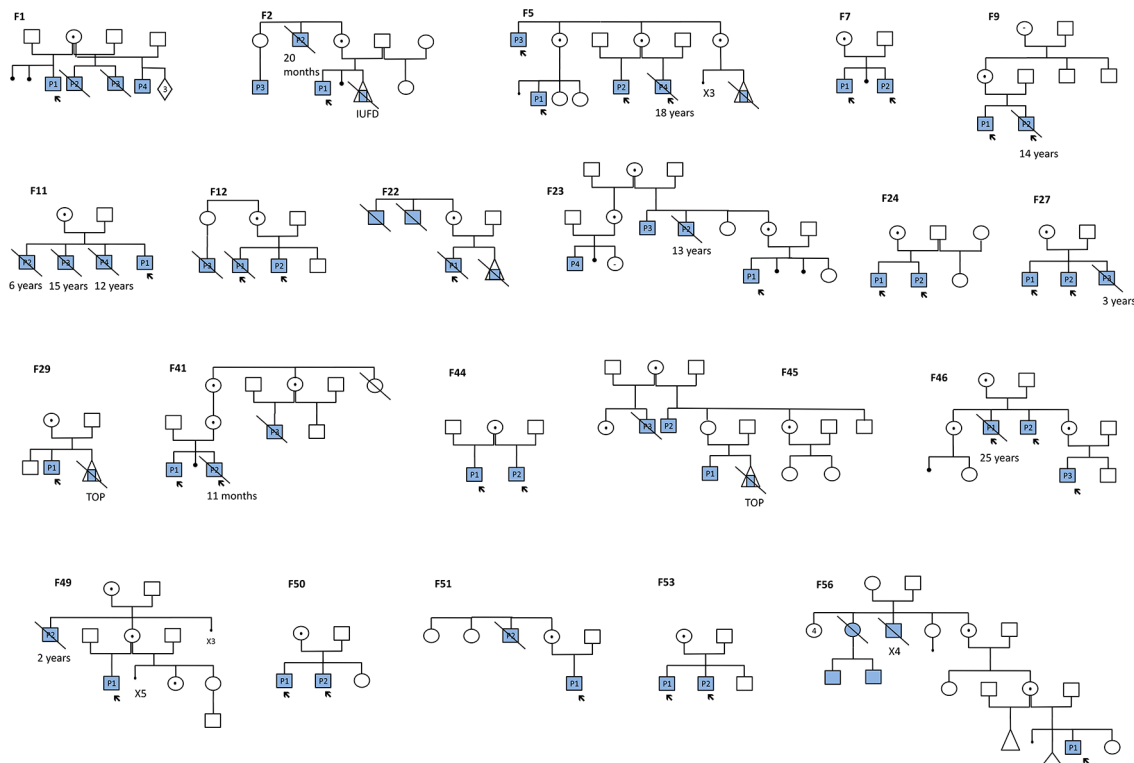 F1
P1
P2
P3
P4
3
F2
P2
20
months
P3
P1
IUFD
F5
P3
P1
P2
P4
18 years
X3
F7
P1
P2
F9
P1
P2
14 years
F11
P2
P3
P4
P1
6 years
15 years
12 years
F12
P3
P1
P2
F22
P1
F23
P3
P2
13 years
P4
P1
F24
P1
P2
F27
P1
P2
P3
3 years
F29
P1
TOP
F41
P3
P1
P2
11 months
F44
P1
P2
F45
P3
P2
P1
TOP
F46
P1
P2
25 years
P3
F49
P2
X3
2 years
P1
X5
F50
P1
P2
F51
P2
P1
F53
P1
P2
F56
4
X4
P1